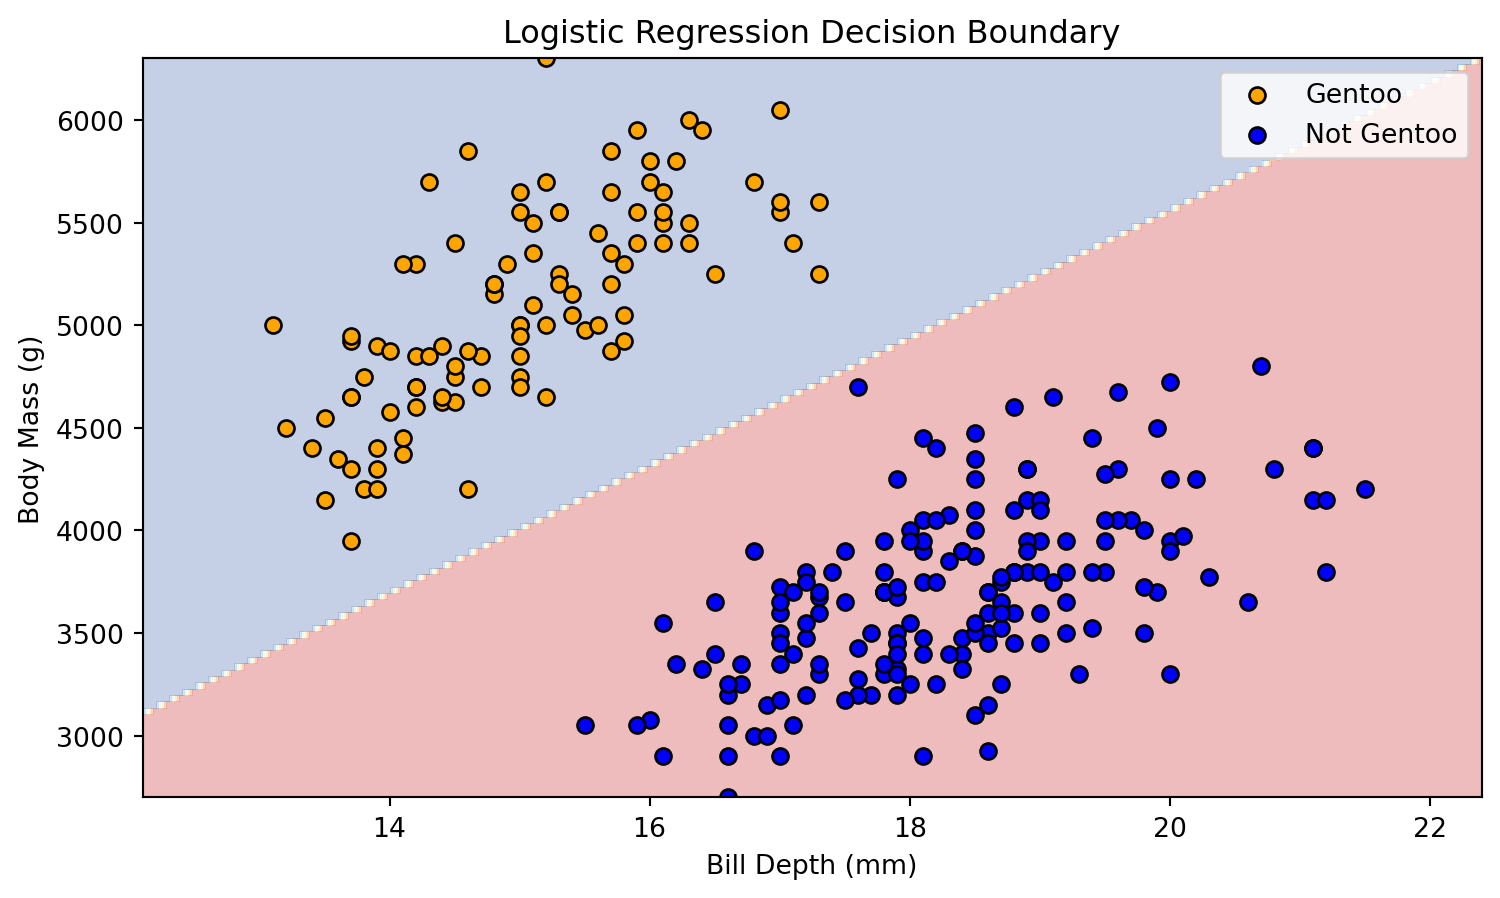 Logistic Regression Decision Boundary
Gentoo
Not Gentoo
6000
5500
5000
4500
4000
3500
3000
Body Mass (g)
14 16 18 20 22
Bill Depth (mm)